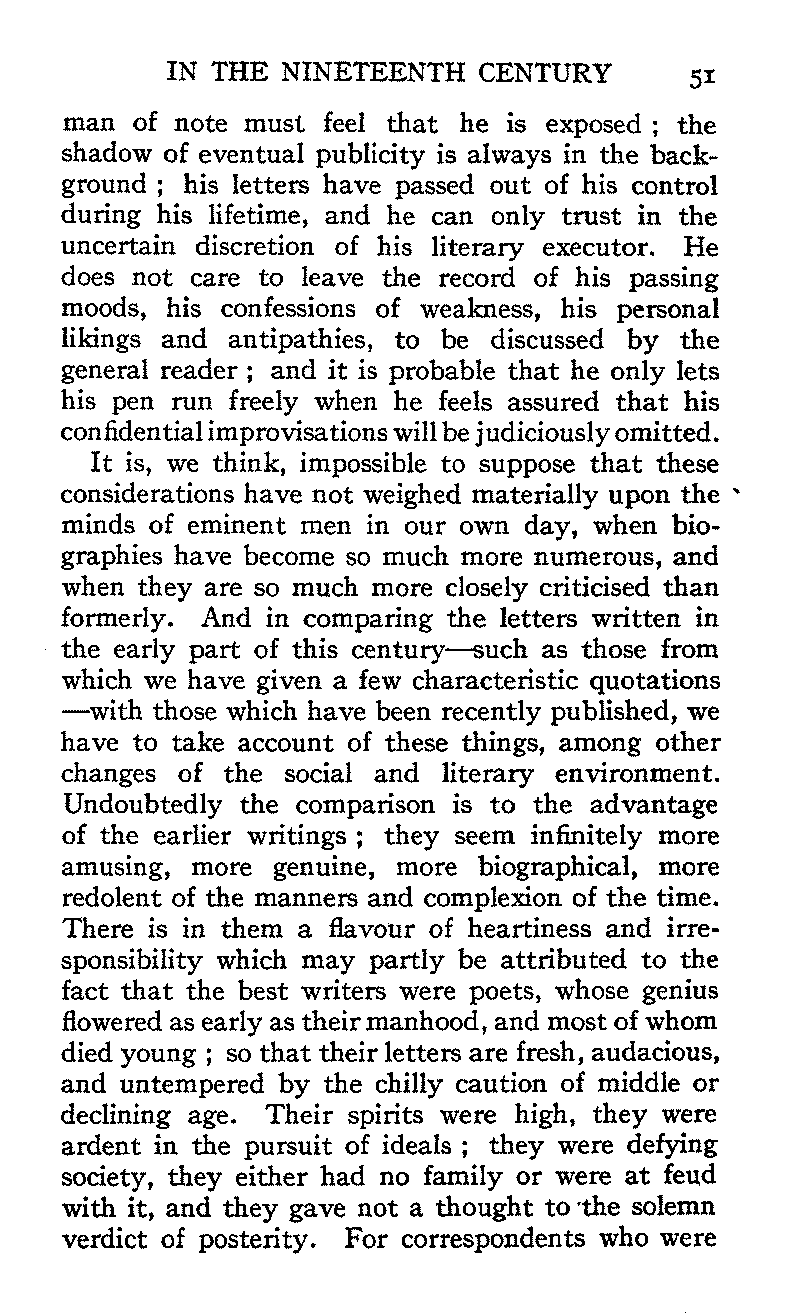 IN THE NINETEENTH CENTURY 51
man of note must feel that he is exposed ; the
shadow of eventual publicity is always in the back-
ground ; his letters have passed out of his control
during his lifetime, and he can only trust in the
uncertain discretion of his literary executor. He
does not care to leave the record of his passing
moods, his confessions of weakness, his personal
likings and antipathies, to be discussed by the
general reader ; and it is probable that he only lets
his pen run freely when he feels assured that his
confidential improvisations will be judiciously omitted.
It is, we think, impossible to suppose that these
considerations have not weighed materially upon the
minds of eminent men in our own day, when bio-
graphies have become so much more numerous, and
when they are so much more closely criticised than
formerly. And in comparing the letters written in
the early part of this century—such as those from
which we have given a few characteristic quotations
—with those which have been recently published, we
have to take account of these things, among other
changes of the social and literary environment.
Undoubtedly the comparison is to the advantage
of the earlier writings ; they seem infinitely more
amusing, more genuine, more biographical, more
redolent of the manners and complexion of the time.
There is in them a flavour of heartiness and irre-
sponsibility which may partly be attributed to the
fact that the best writers were poets, whose genius
flowered as early as their manhood, and most of whom
died young ; so that their letters are fresh, audacious,
and untempered by the chilly caution of middle or
declining age. Their spirits were high, they were
ardent in the pursuit of ideals ; they were defying
society, they either had no family or were at feud
with it, and they gave not a thought to the solemn
verdict of posterity. For correspondents who were